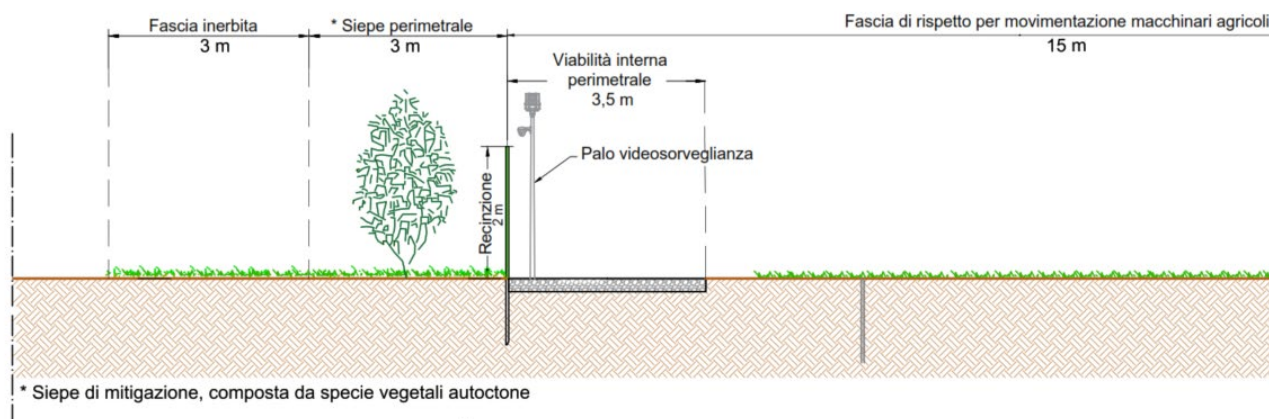 Fascia inerbita
3 m
* Siepe perimetrale
3 m
Fascia di rispetto per movimentazione macchinari agricoli
15 m
Viabilità interna
perimetrale
3,5 m
Palo videosorveglianza
Recinzione
2 m
* Siepe di mitigazione, composta da specie vegetali autoctone